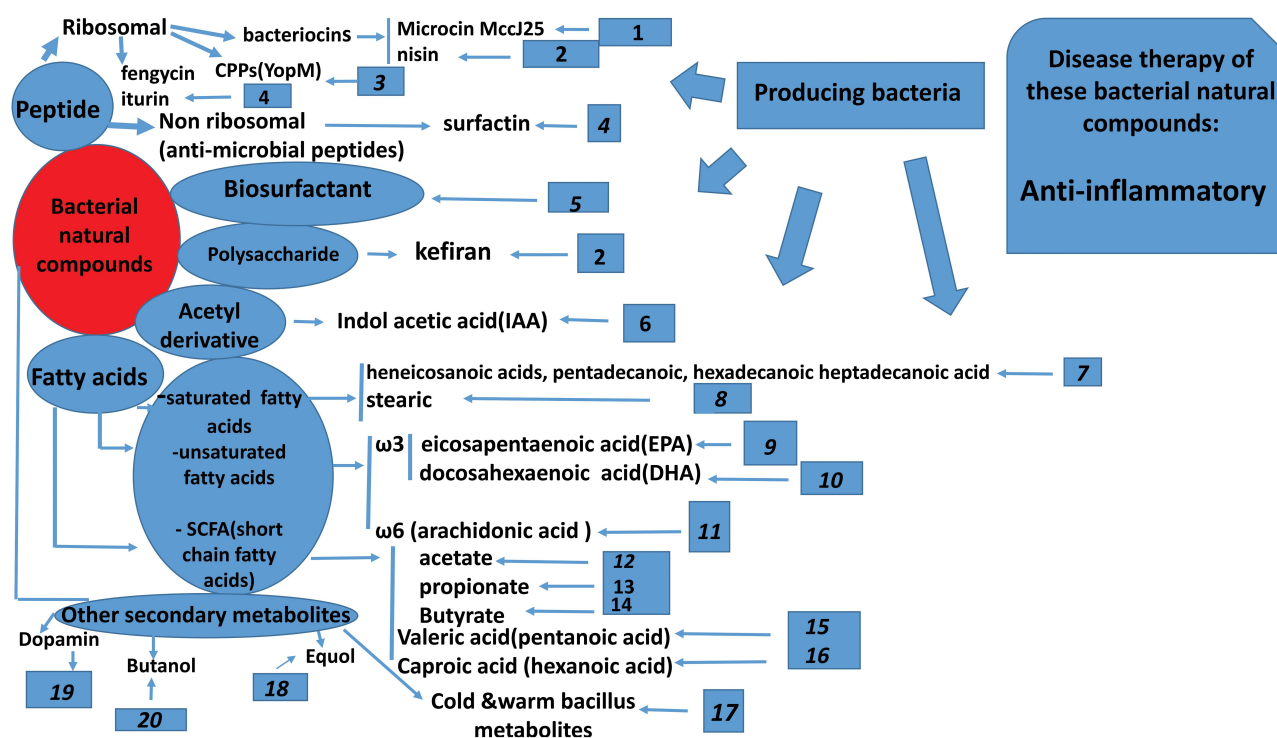 Ribosomal
bacteriocins
Microcin MccJ25
1
nisin
2
fengycin
iturin
CPPs(YopM)
3
4
Peptide
Non ribosomal
(anti-microbial peptides)
surfactin
4
Producing bacteria
Disease therapy of
these bacterial natural
compounds:
Anti-inflammatory
Bacterial
natural
compounds
Biosurfactant
5
Polysaccharide
kefiran
2
Acetyl
derivative
Indol acetic acid(IAA)
6
Fatty acids
-saturated fatty
acids
-unsaturated
fatty acids
- SCFA(short
chain fatty
acids)
heneicosanoic acids, pentadecanoic, hexadecanoic heptadecanoic acid
7
stearic
8
ω3
eicosapentaenoic acid(EPA)
9
docosahexaenoic acid(DHA)
10
ω6 (arachidonic acid )
11
acetate
12
propionate
13
Butyrate
14
Valeric acid(pentanoic acid)
15
Caproic acid (hexanoic acid)
16
Other secondary metabolites
Dopamin
19
Butanol
20
Equol
18
Cold &warm bacillus
metabolites
17